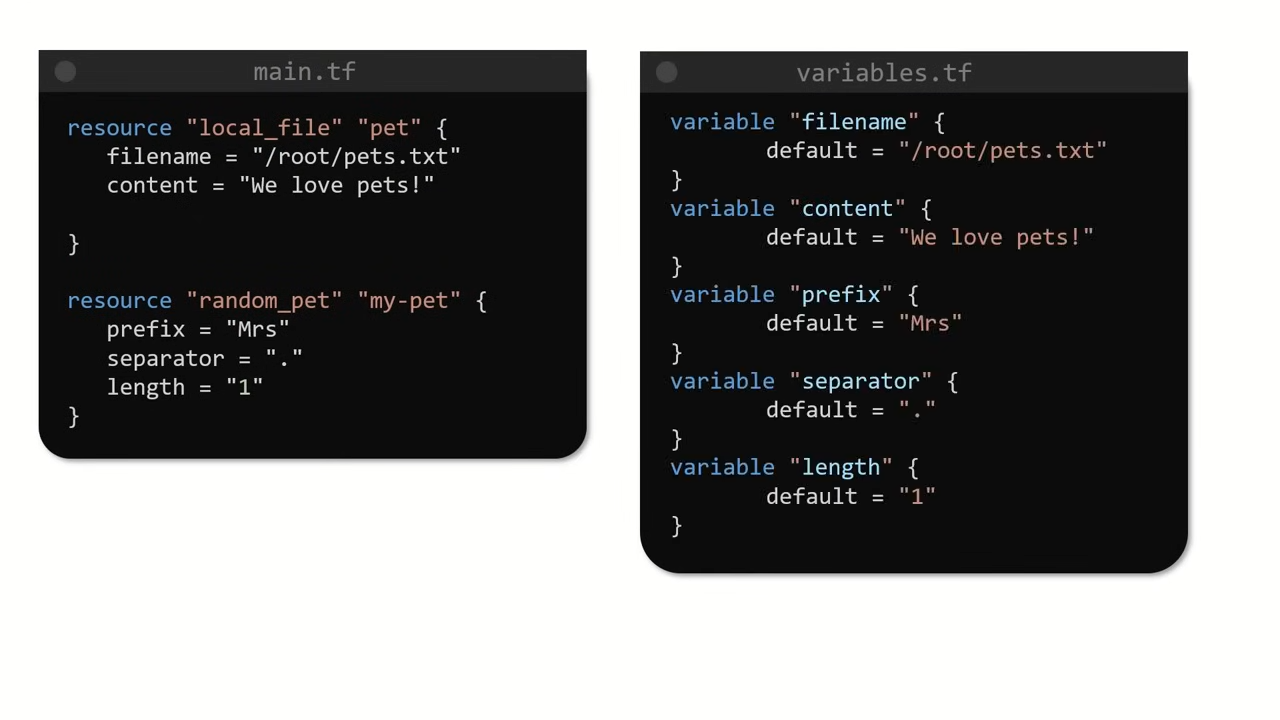 main.tf
resource "local_file" "pet" {
filename = "/root/pets.txt"
content = "We love pets!"
}
resource "random_pet" "my-pet" {
prefix = "Mrs"
separator = "."
length = "1"
}
variables.tf
variable "filename" {
default = "/root/pets.txt"
}
variable "content" {
default = "We love pets!"
}
variable "prefix" {
default = "Mrs"
}
variable "separator" {
default = "."
}
variable "length" {
default = "1"
}